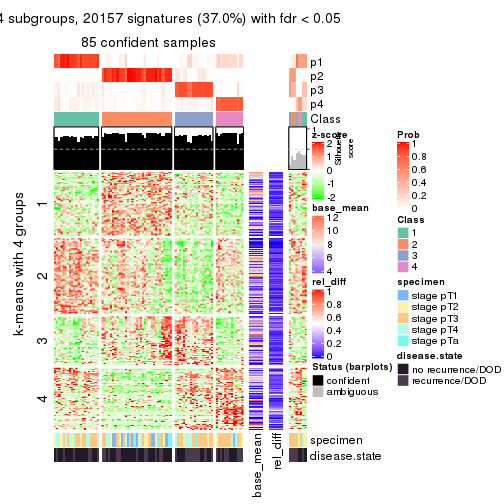 4 subgroups, 20157 signatures (37.0%) with fdr < 0.05
85 confident samples
p1
p2
p3
p4
Class
Silhouette
score
1
z-score
2
1
0
-1
-2
base_mean
12
10
8
6
4
rel_diff
1
0.8
0.6
0.4
0.2
0
Status (barplots)
confident
ambiguous
Prob
1
0.8
0.6
0.4
0.2
0
Class
1
2
3
4
specimen
stage pT1
stage pT2
stage pT3
stage pT4
stage pTa
disease.state
no recurrence/DOD
recurrence/DOD
k-means with 4 groups
1
2
3
4
specimen
disease.state
base_mean
rel_diff